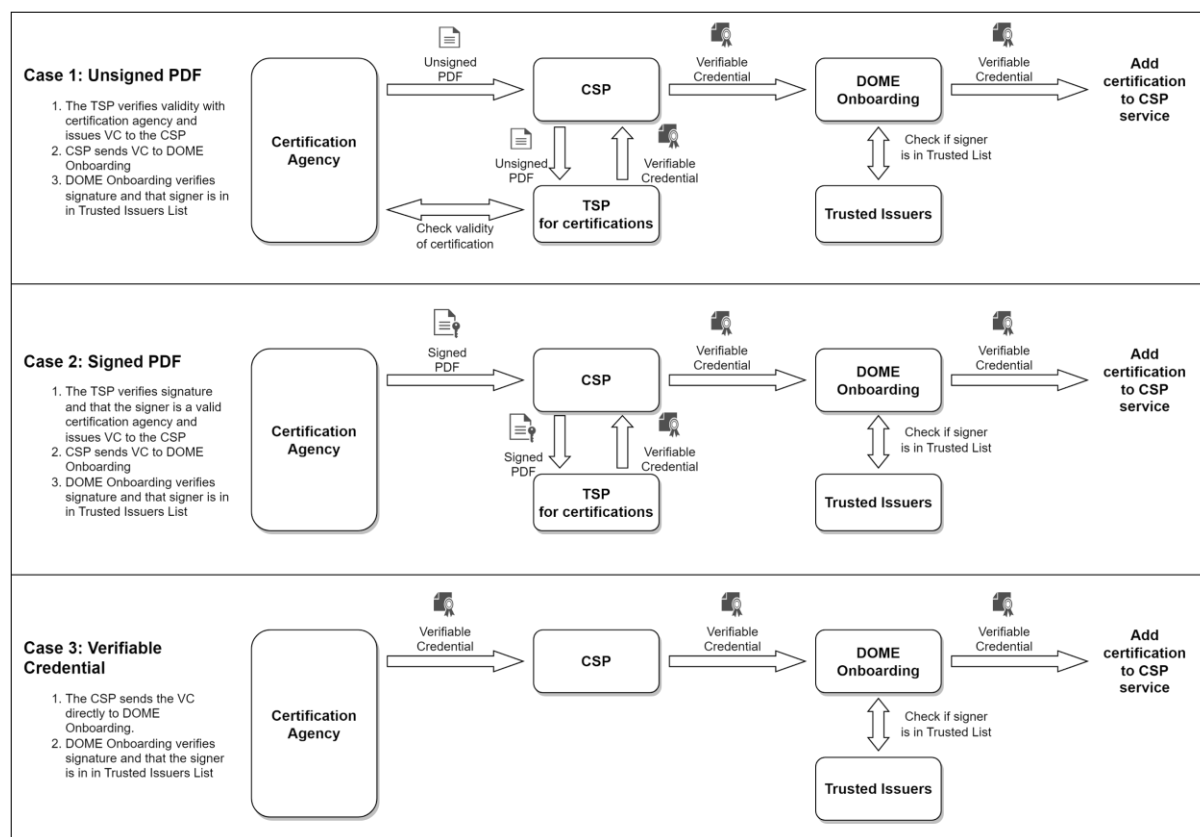 Case 1: Unsigned PDF
1. The TSP verifies validity with
certification agency and
issues VC to the CSP
2. CSP sends VC to DOME
Onboarding
3. DOME Onboarding verifies
signature and that signer is in
in Trusted Issuers List
Certification
Agency
Unsigned
PDF
CSP
Verifiable
Credential
DOME
Onboarding
Verifiable
Credential
Add
certification
to CSP
service
Unsigned
PDF
Verifiable
Credential
Check if signer
is in Trusted List
TSP
for certifications
Check validity
of certification
Trusted Issuers
Case 2: Signed PDF
1. The TSP verifies signature
and that the signer is a valid
certification agency and
issues VC to the CSP
2. CSP sends VC to DOME
Onboarding
3. DOME Onboarding verifies
signature and that signer is in
in Trusted Issuers List
Certification
Agency
Signed
PDF
CSP
Verifiable
Credential
DOME
Onboarding
Verifiable
Credential
Add
certification
to CSP
service
Signed
PDF
Verifiable
Credential
Check if signer
is in Trusted List
TSP
for certifications
Trusted Issuers
Case 3: Verifiable
Credential
1. The CSP sends the VC
directly to DOME
Onboarding.
2. DOME Onboarding verifies
signature and that the signer
is in in Trusted Issuers List
Certification
Agency
Verifiable
Credential
CSP
Verifiable
Credential
DOME
Onboarding
Verifiable
Credential
Add
certification
to CSP
service
Check if signer
is in Trusted List
Trusted Issuers